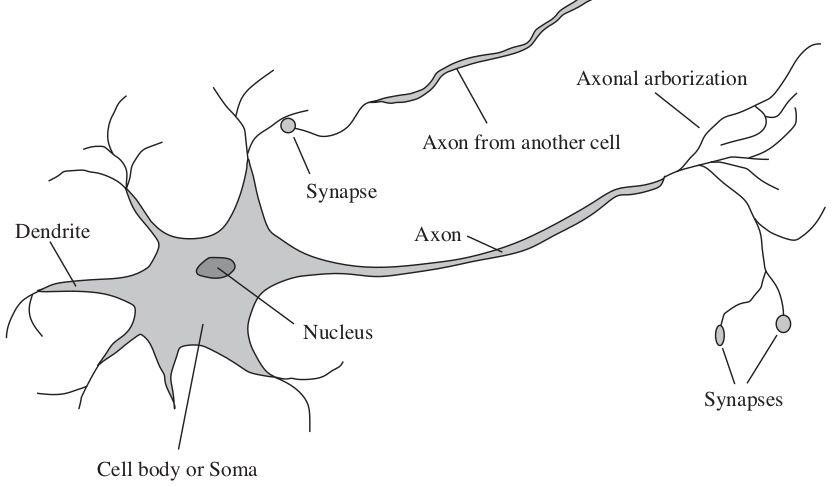 Axonal arborization
Axon from another cell
Synapse
Dendrite
Axon
Nucleus
Synapses
Cell body or Soma